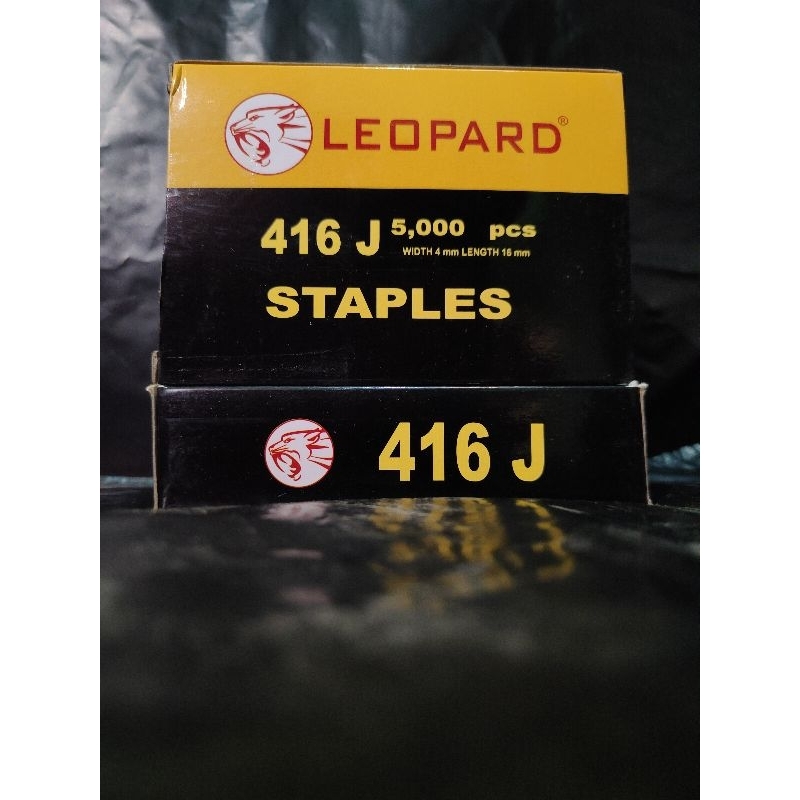 LEOPARD®
416 J 5,000 pcs
WIDTH 4 mm LENGTH 16 mm
STAPLES
416 J